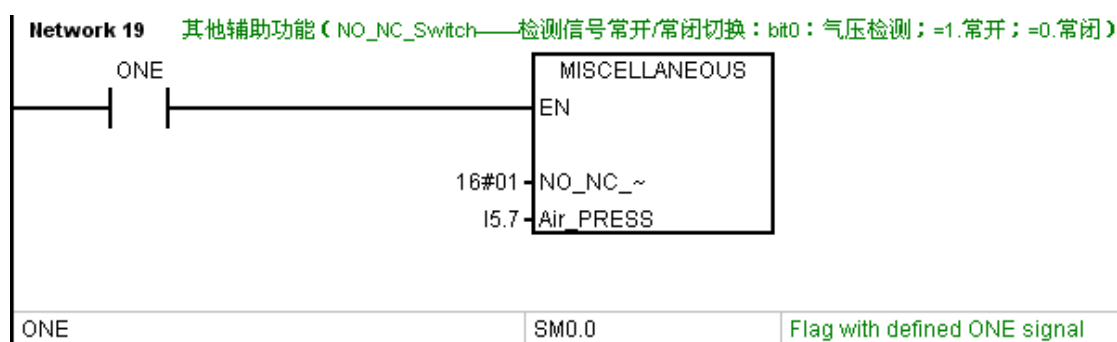 Network 19 其他辅助功能(NO_NC_Switch——检测信号常开/常闭切换:bit0:气压检测;=1.常开;=0.常闭)
ONE
MISCELLANEOUS
EN
16#01 NO_NC_~
I5.7 Air_PRESS
ONE SM0.0 Flag with defined ONE signal